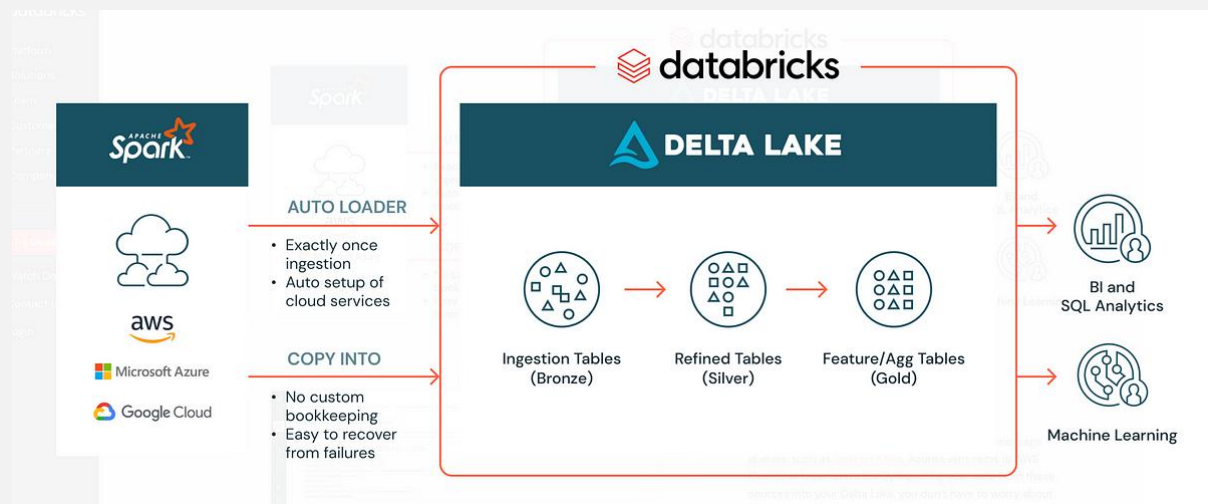 databricks
APACHE
Spark
DELTA LAKE
AUTO LOADER
• Exactly once
ingestion
• Auto setup of
cloud services
aws
Microsoft Azure
Google Cloud
COPY INTO
• No custom
bookkeeping
• Easy to recover
from failures
Ingestion Tables
(Bronze)
Refined Tables
(Silver)
Feature/Agg Tables
(Gold)
BI and
SQL Analytics
Machine Learning